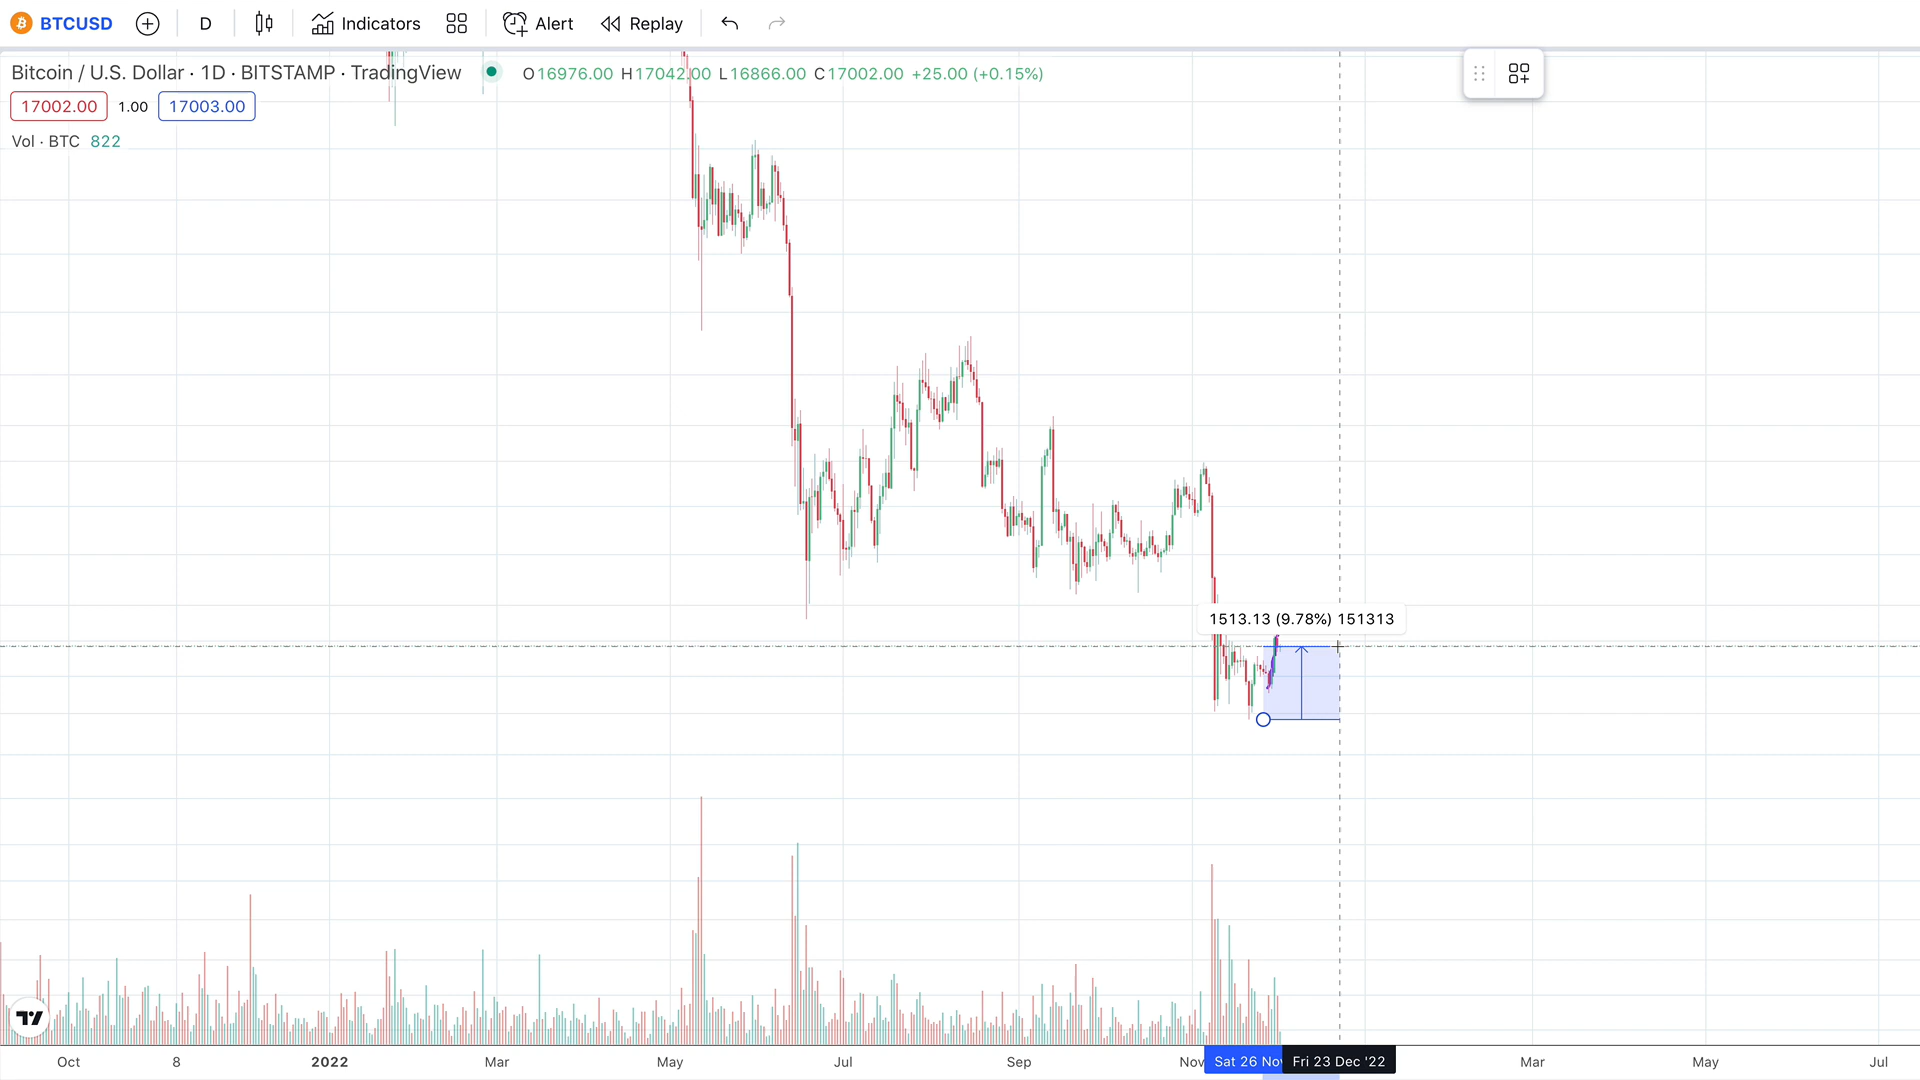 BTCUSD D Indicators Alert Replay
Bitcoin / U.S. Dollar · 1D · BITSTAMP · TradingView O16976.00 H17042.00 L16866.00 C17002.00 +25.00 (+0.15%)
17002.00 1.00 17003.00
Vol · BTC 822
1513.13 (9.78%) 151313
Oct 8 2022 Mar May Jul Sep Nov Sat 26 Nov Fri 23 Dec '22 Mar May Jul